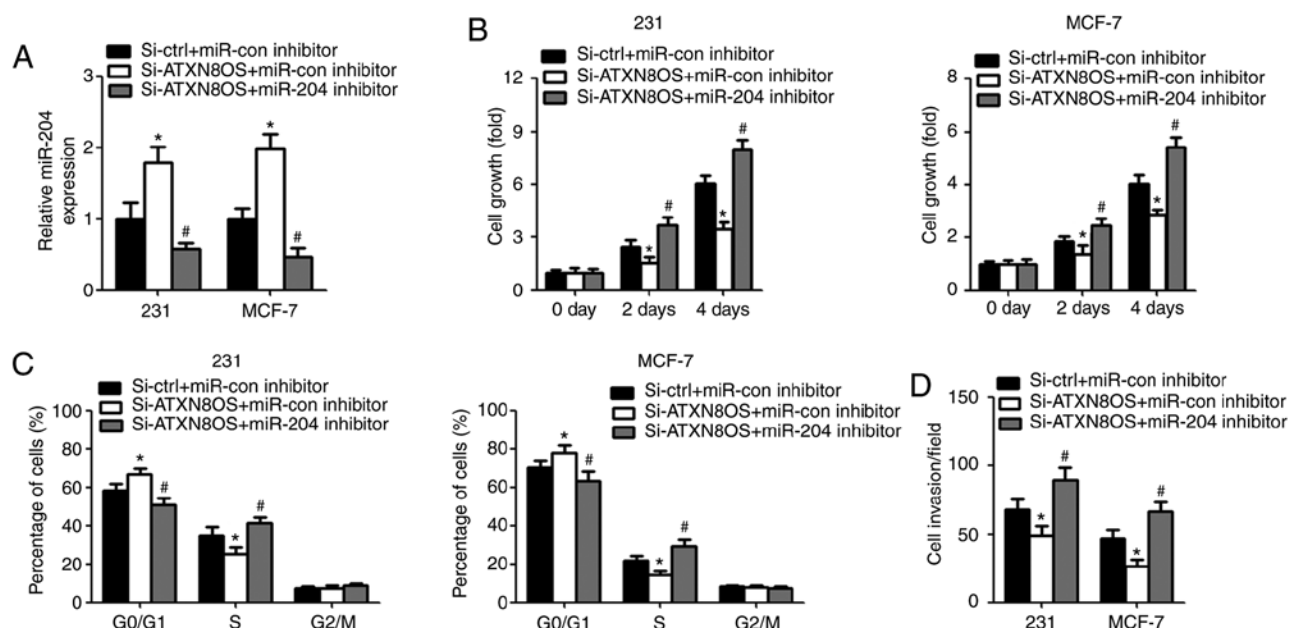 A
Si-ctrl+miR-con inhibitor
Si-ATXN8OS+miR-con inhibitor
Si-ATXN8OS+miR-204 inhibitor
Relative miR-204
expression
3
2
1
0
*
#
*
#
231
MCF-7
B
231
Si-ctrl+miR-con inhibitor
Si-ATXN8OS+miR-con inhibitor
Si-ATXN8OS+miR-204 inhibitor
Cell growth (fold)
12
9
6
3
0
*
#
*
#
0 day
2 days
4 days
MCF-7
Si-ctrl+miR-con inhibitor
Si-ATXN8OS+miR-con inhibitor
Si-ATXN8OS+miR-204 inhibitor
Cell growth (fold)
8
6
4
2
0
*
#
*
#
0 day
2 days
4 days
C
231
Si-ctrl+miR-con inhibitor
Si-ATXN8OS+miR-con inhibitor
Si-ATXN8OS+miR-204 inhibitor
Percentage of cells (%)
100
80
60
40
20
0
*
#
*
#
G0/G1
S
G2/M
MCF-7
Si-ctrl+miR-con inhibitor
Si-ATXN8OS+miR-con inhibitor
Si-ATXN8OS+miR-204 inhibitor
Percentage of cells (%)
100
80
60
40
20
0
*
#
*
#
G0/G1
S
G2/M
D
Si-ctrl+miR-con inhibitor
Si-ATXN8OS+miR-con inhibitor
Si-ATXN8OS+miR-204 inhibitor
Cell invasion/field
150
100
50
0
*
#
*
#
231
MCF-7